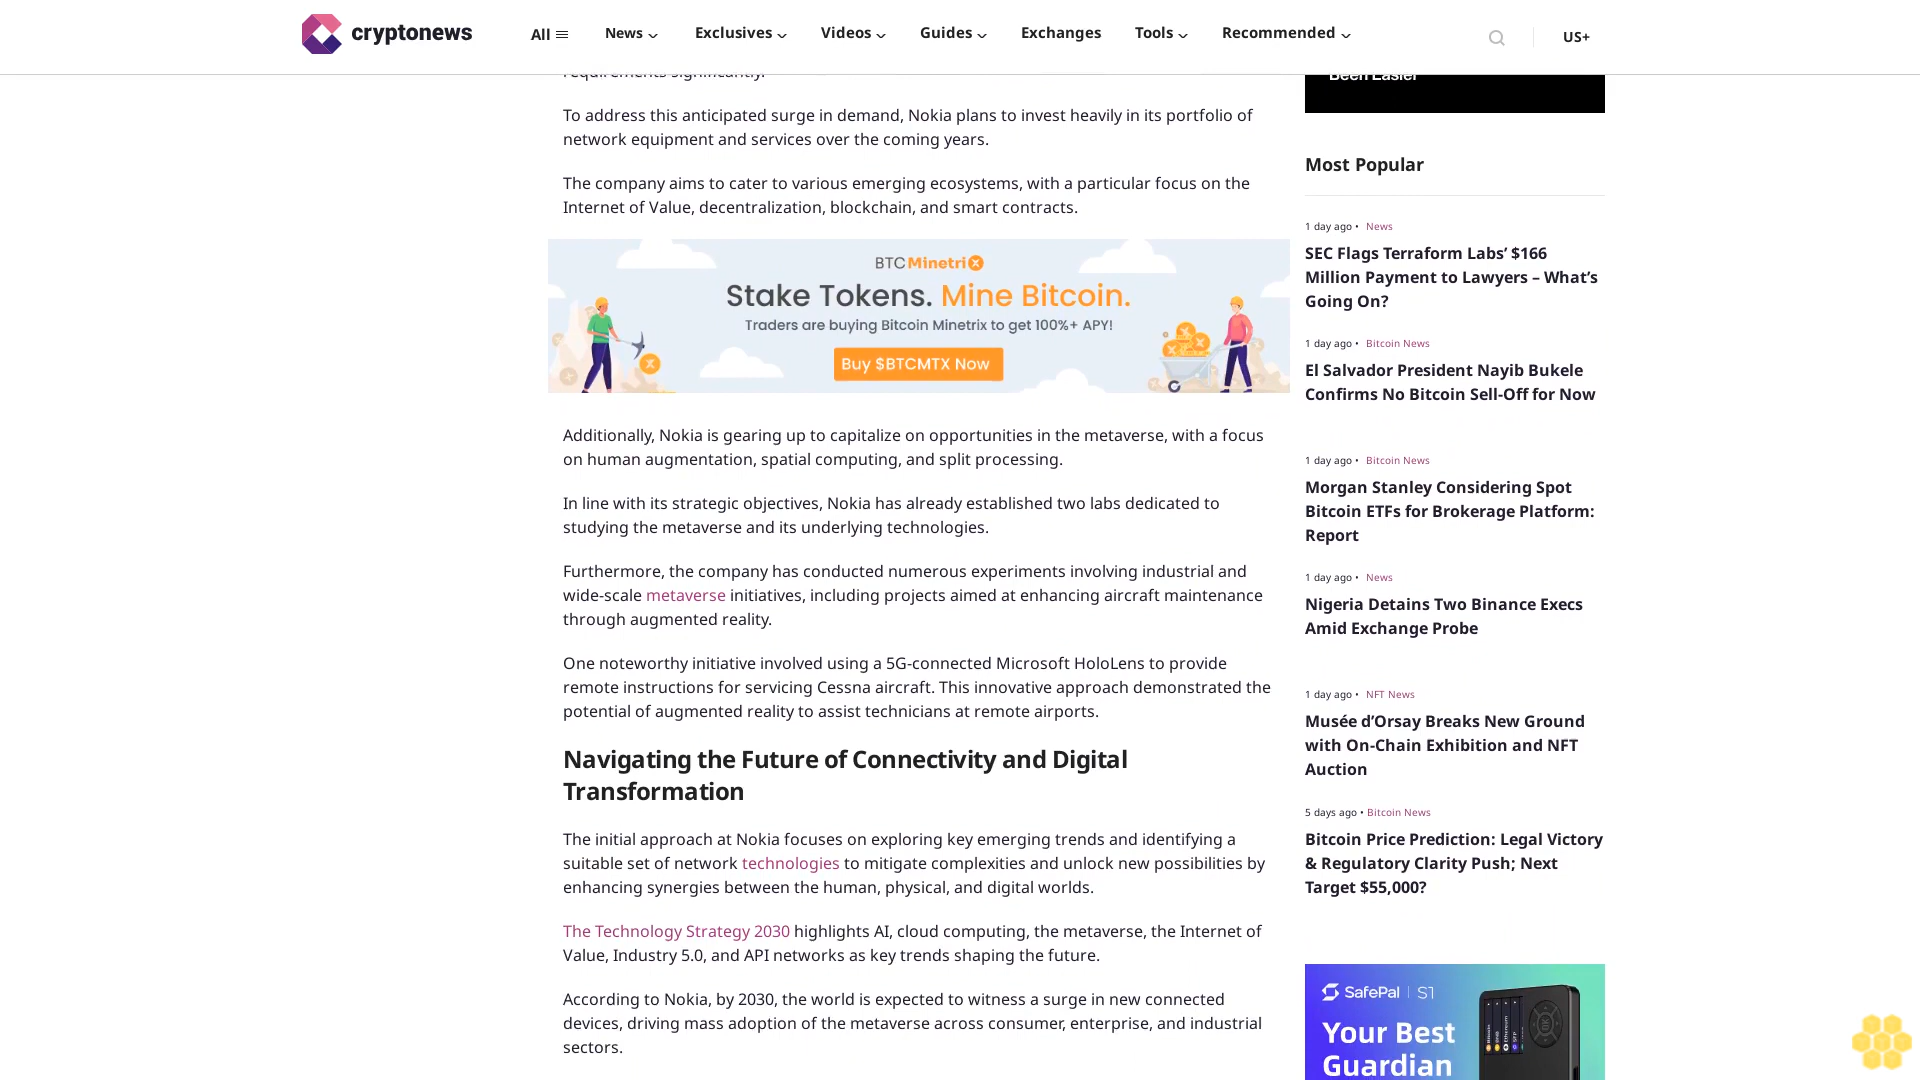 cryptonews
All
News
Exclusives
Videos
Guides
Exchanges
Tools
Recommended
US+
requirements significantly.
To address this anticipated surge in demand, Nokia plans to invest heavily in its portfolio of
network equipment and services over the coming years.
The company aims to cater to various emerging ecosystems, with a particular focus on the
Internet of Value, decentralization, blockchain, and smart contracts.
BTC Minetrix
Stake Tokens. Mine Bitcoin.
Traders are buying Bitcoin Minetrix to get 100%+ APY!
Buy $BTCMTX Now
Additionally, Nokia is gearing up to capitalize on opportunities in the metaverse, with a focus
on human augmentation, spatial computing, and split processing.
In line with its strategic objectives, Nokia has already established two labs dedicated to
studying the metaverse and its underlying technologies.
Furthermore, the company has conducted numerous experiments involving industrial and
wide-scale metaverse initiatives, including projects aimed at enhancing aircraft maintenance
through augmented reality.
One noteworthy initiative involved using a 5G-connected Microsoft HoloLens to provide
remote instructions for servicing Cessna aircraft. This innovative approach demonstrated the
potential of augmented reality to assist technicians at remote airports.
Navigating the Future of Connectivity and Digital
Transformation
The initial approach at Nokia focuses on exploring key emerging trends and identifying a
suitable set of network technologies to mitigate complexities and unlock new possibilities by
enhancing synergies between the human, physical, and digital worlds.
The Technology Strategy 2030 highlights AI, cloud computing, the metaverse, the Internet of
Value, Industry 5.0, and API networks as key trends shaping the future.
According to Nokia, by 2030, the world is expected to witness a surge in new connected
devices, driving mass adoption of the metaverse across consumer, enterprise, and industrial
sectors.
Been Easier
Most Popular
1 day ago • News
SEC Flags Terraform Labs’ $166
Million Payment to Lawyers – What’s
Going On?
1 day ago • Bitcoin News
El Salvador President Nayib Bukele
Confirms No Bitcoin Sell-Off for Now
1 day ago • Bitcoin News
Morgan Stanley Considering Spot
Bitcoin ETFs for Brokerage Platform:
Report
1 day ago • News
Nigeria Detains Two Binance Execs
Amid Exchange Probe
1 day ago • NFT News
Musée d’Orsay Breaks New Ground
with On-Chain Exhibition and NFT
Auction
5 days ago • Bitcoin News
Bitcoin Price Prediction: Legal Victory
& Regulatory Clarity Push; Next
Target $55,000?
SafePal | S1
Your Best
Guardian